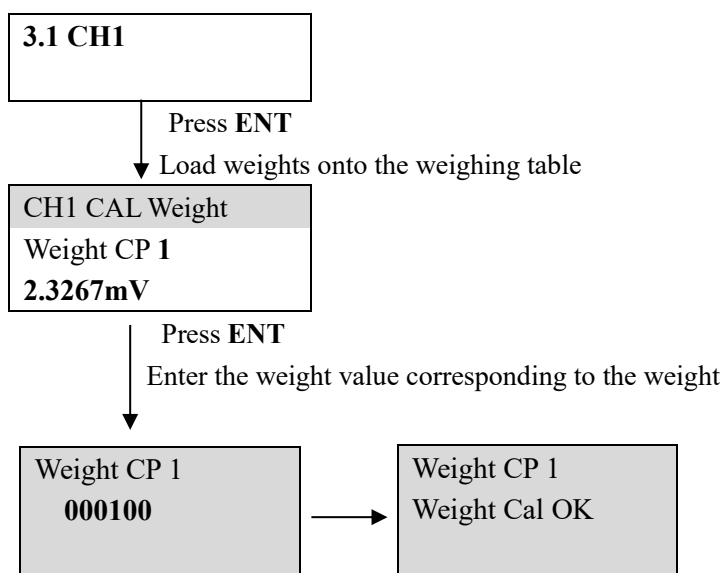 3.1 CH1
Press ENT
Load weights onto the weighing table
CH1 CAL Weight
Weight CP 1
2.3267mV
Press ENT
Enter the weight value corresponding to the weight
Weight CP 1
000100
Weight CP 1
Weight Cal OK